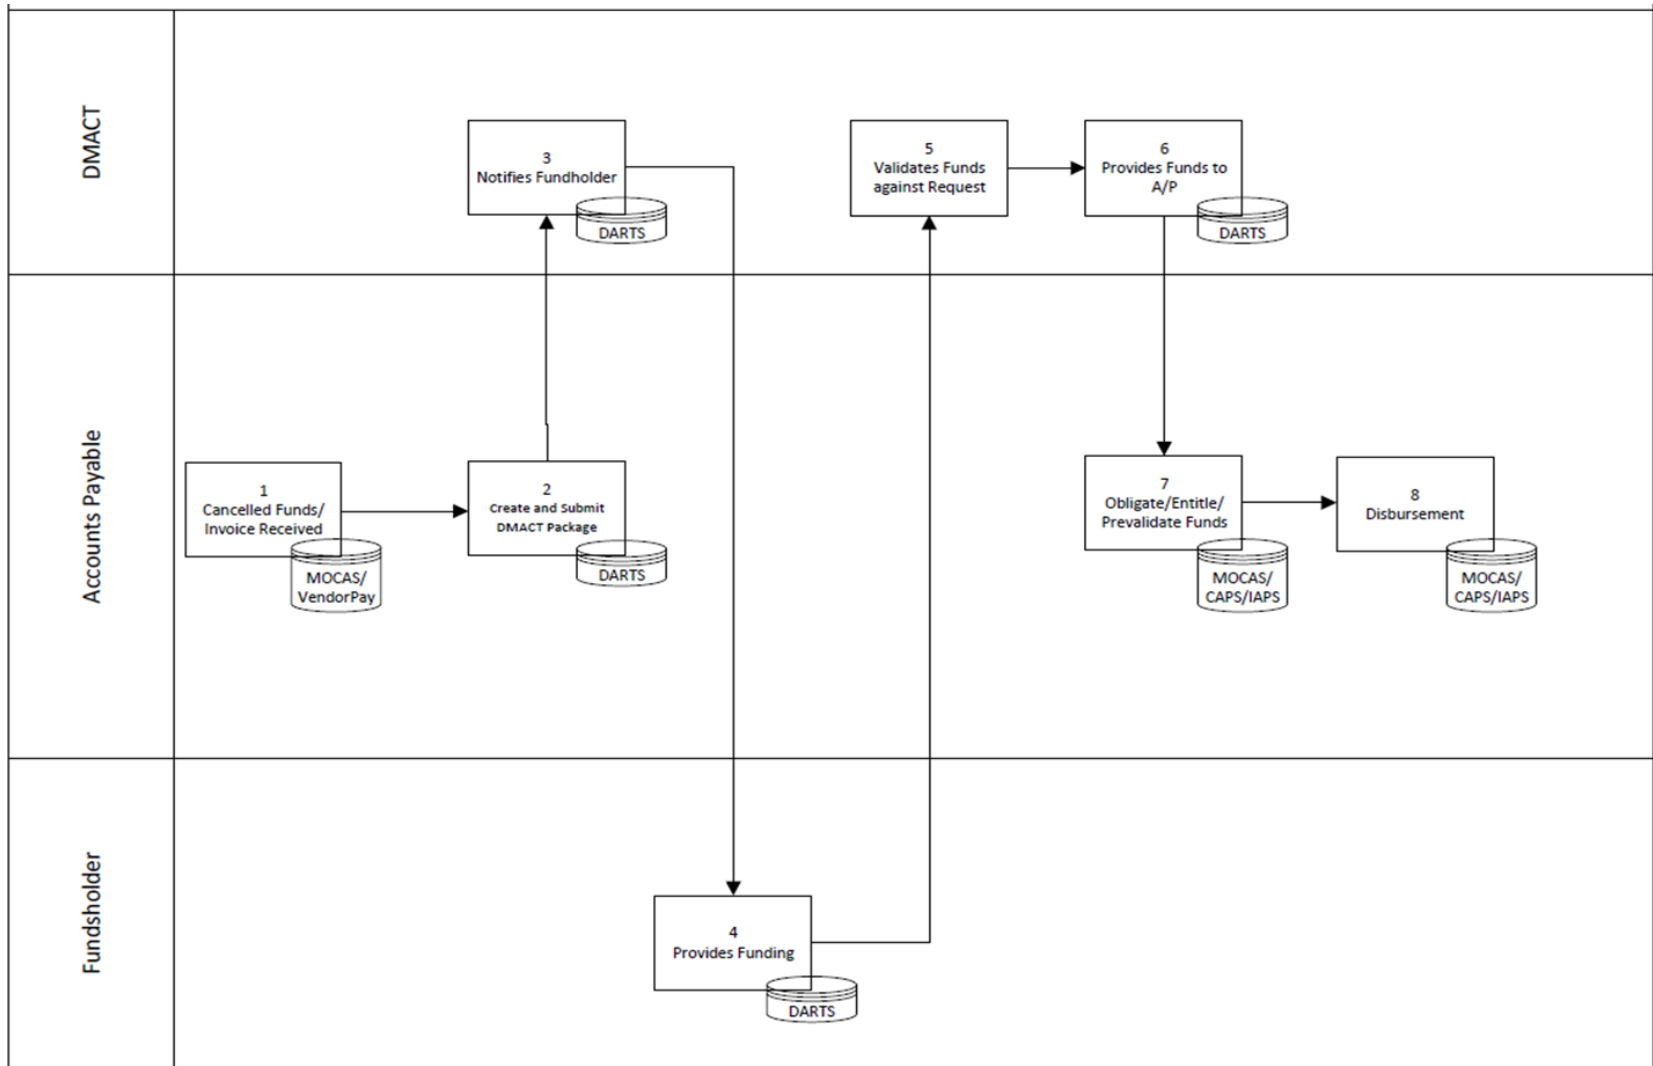 DMACT
3
Notifies Fundholder
DARTS
5
Validates Funds
against Request
6
Provides Funds to
A/P
DARTS
Accounts Payable
1
Cancelled Funds/
Invoice Received
MOCAS/
VendorPay
2
Create and Submit
DMACT Package
DARTS
7
Obligate/Entitle/
Prevalidate Funds
MOCAS/
CAPS/IAPS
8
Disbursement
MOCAS/
CAPS/IAPS
Fundsholder
4
Provides Funding
DARTS